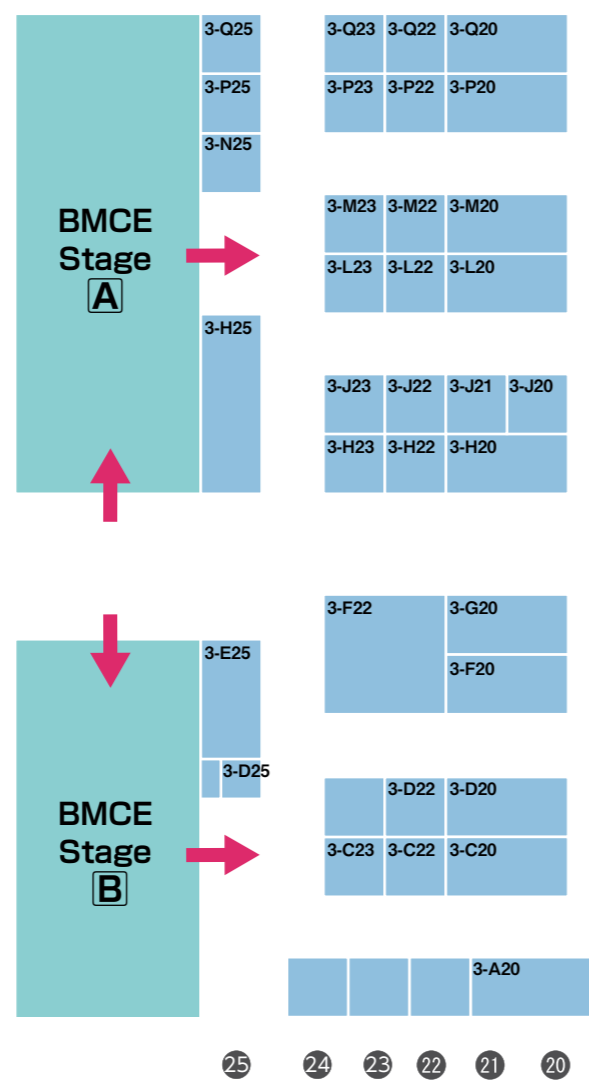 3-Q25
3-Q23 3-Q22 3-Q20
3-P25
3-P23 3-P22 3-P20
3-N25
BMCE
Stage
A
3-M23 3-M22 3-M20
3-L23 3-L22 3-L20
3-H25
3-J23 3-J22 3-J21 3-J20
3-H23 3-H22 3-H20
3-F22 3-G20
3-E25
3-F20
3-D25
BMCE
Stage
B
3-D22 3-D20
3-C23 3-C22 3-C20
3-A20
25 24 23 22 21 20